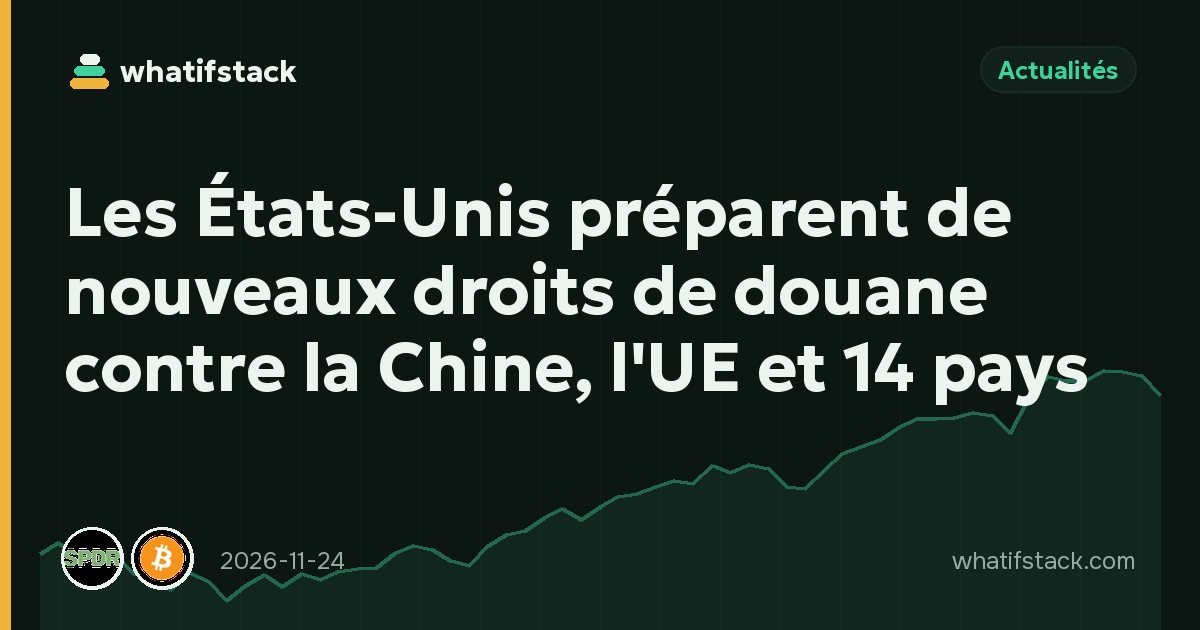 whatifstack
Actualités
Les États-Unis préparent de
nouveaux droits de douane
contre la Chine, l'UE et 14 pays
SPDR
2026-11-24
whatifstack.com